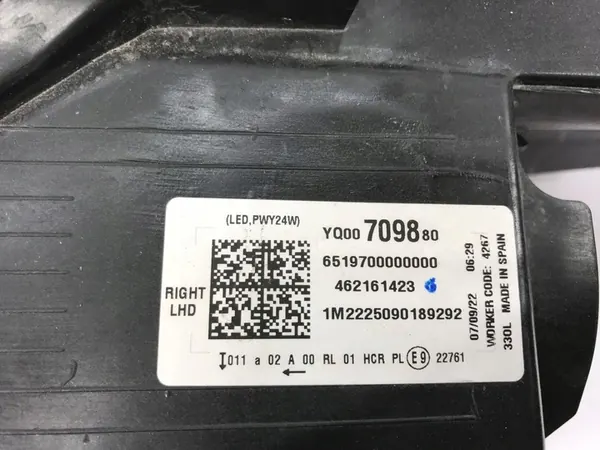 (LED,PWY24W)
YQ00 7098 80
6519700000000
462161423
1M2225090189292
RIGHT
LHD
011 a 02 A 00 RL 01 HCR PL E9 22761
07/09/22 06:29
WORKER CODE: 4267
330L MADE IN SPAIN